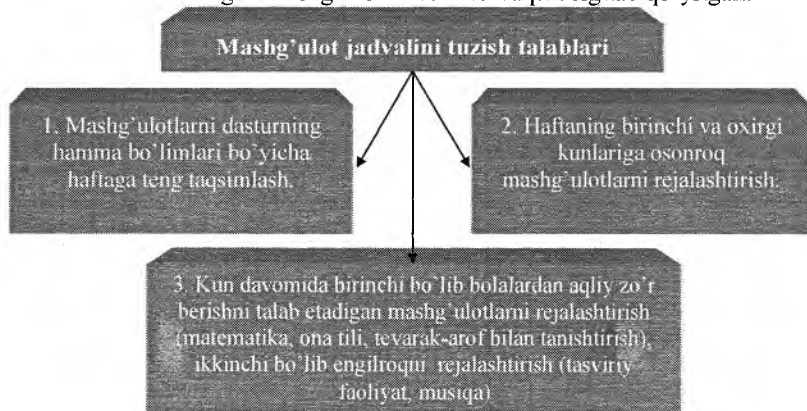 Mashg'ulot jadvalini tuzish talablari
1. Mashg'ulotlarni dasturning
hamma bo'limlari bo'yicha
haftaga teng taqsimlash.
2. Haftaning birinchi va oxirgi
kunlariga osonroq
mashg'ulotlarni rejalashtirish.
3. Kun davomida birinchi bo'lib bolalardan aqliy zo'r
berishni talab etadigan mashg'ulotlarni rejalashtirish
(matematika, ona tili, tevarak-arof bilan tanishtirish),
ikkinchi bo'lib engilroqni rejalashtirish (tasviriy
faoliyat, musiqa)